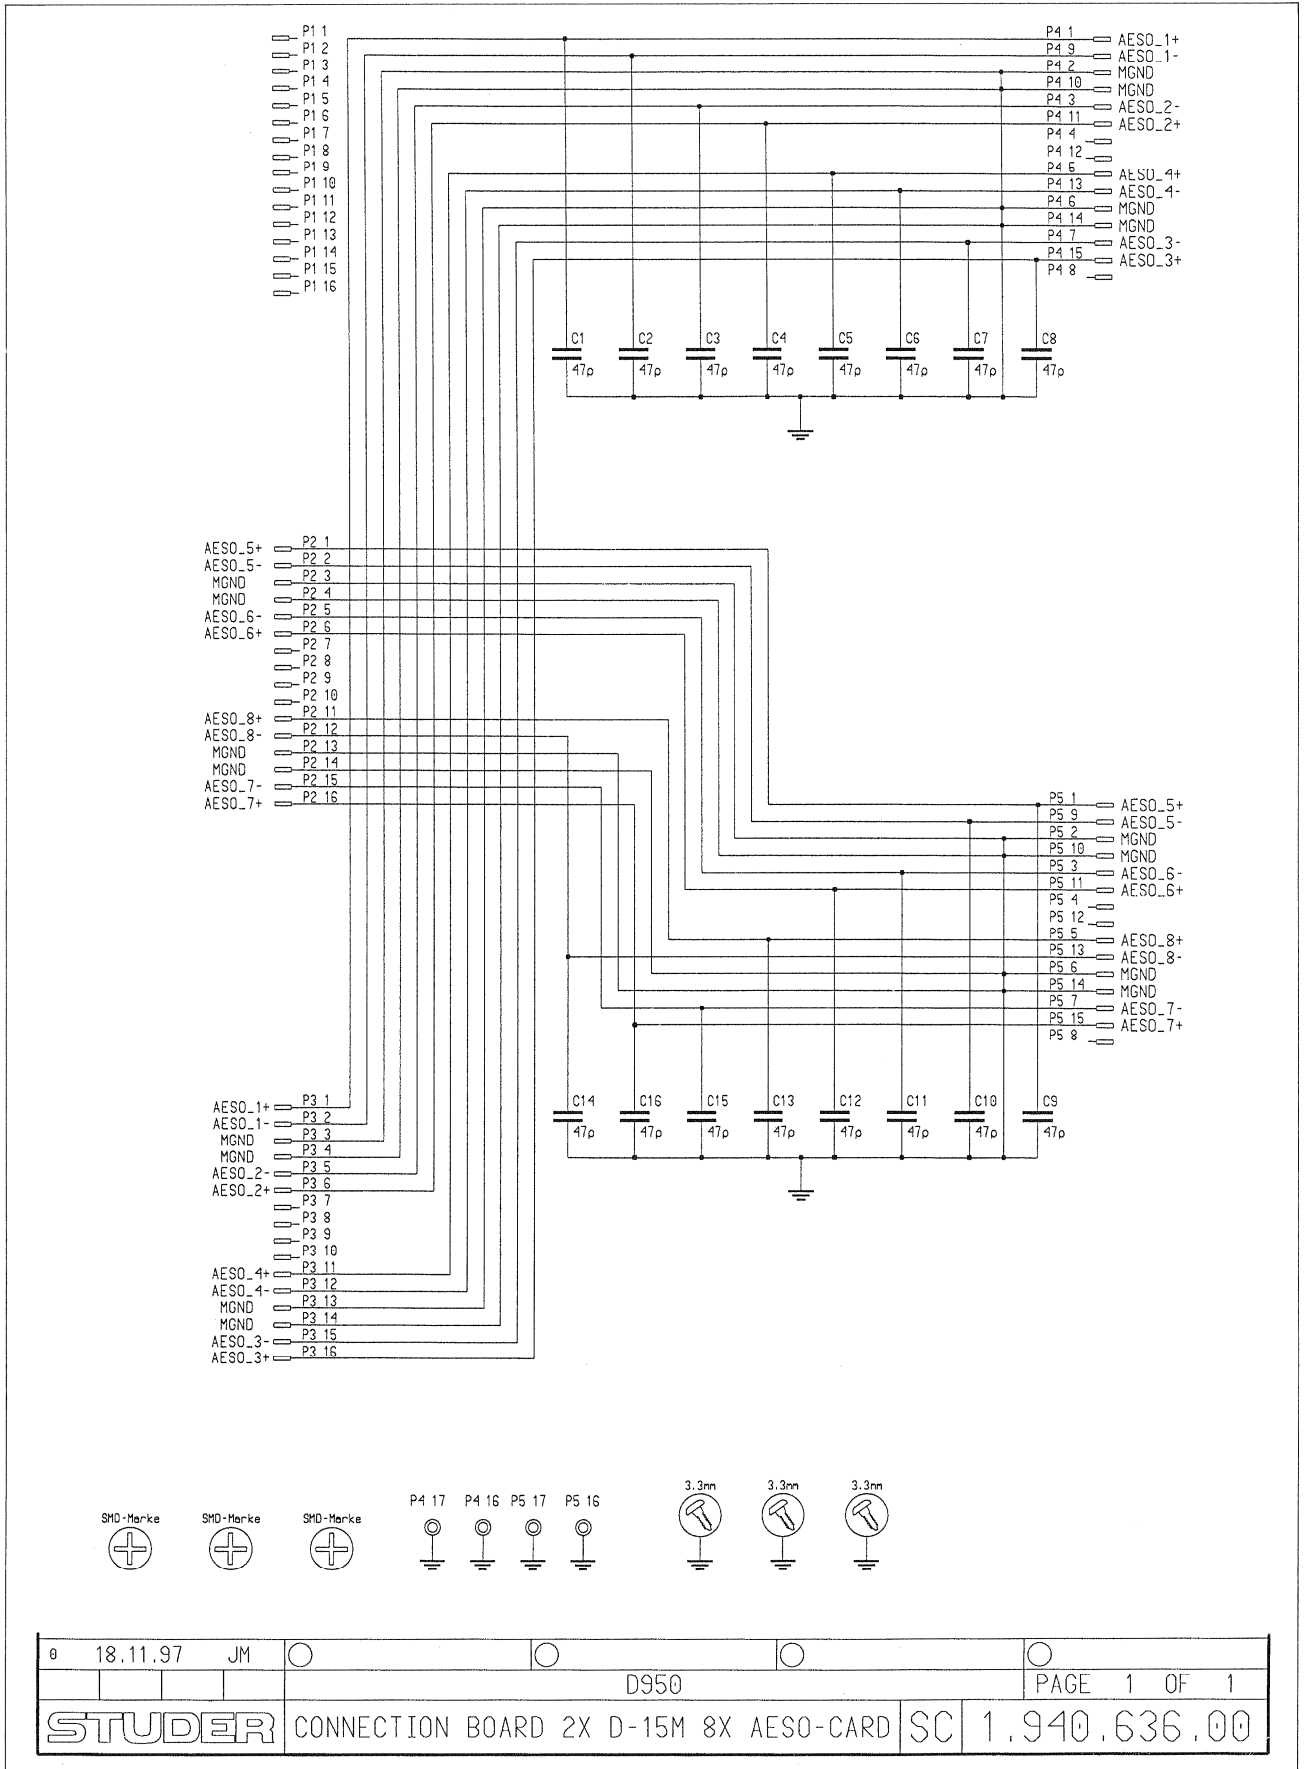 P1 1
P1 2
P1 3
P1 4
P1 5
P1 6
P1 7
P1 8
P1 9
P1 10
P1 11
P1 12
P1 13
P1 14
P1 15
P1 16
P4 1 AESO_1+
P4 9 AESO_1-
P4 2 MGND
P4 10 MGND
P4 3 AESO_2-
P4 11 AESO_2+
P4 4
P4 12
P4 5 AESO_4+
P4 13 AESO_4-
P4 6 MGND
P4 14 MGND
P4 7 AESO_3-
P4 15 AESO_3+
P4 8
C1 C2 C3 C4 C5 C6 C7 C8
47p 47p 47p 47p 47p 47p 47p 47p
AESO_5+ P2 1
AESO_5- P2 2
MGND P2 3
MGND P2 4
AESO_6- P2 5
AESO_6+ P2 6
P2 7
P2 8
P2 9
P2 10
AESO_8+ P2 11
AESO_8- P2 12
MGND P2 13
MGND P2 14
AESO_7- P2 15
AESO_7+ P2 16
P5 1 AESO_5+
P5 9 AESO_5-
P5 2 MGND
P5 10 MGND
P5 3 AESO_6-
P5 11 AESO_6+
P5 4
P5 12
P5 5 AESO_8+
P5 13 AESO_8-
P5 6 MGND
P5 14 MGND
P5 7 AESO_7-
P5 15 AESO_7+
P5 8
C14 C16 C15 C13 C12 C11 C10 C9
47p 47p 47p 47p 47p 47p 47p 47p
AESO_1+ P3 1
AESO_1- P3 2
MGND P3 3
MGND P3 4
AESO_2- P3 5
AESO_2+ P3 6
P3 7
P3 8
P3 9
P3 10
AESO_4+ P3 11
AESO_4- P3 12
MGND P3 13
MGND P3 14
AESO_3- P3 15
AESO_3+ P3 16
SMD-Marke SMD-Marke SMD-Marke
P4 17 P4 16 P5 17 P5 16
3.3mm 3.3mm 3.3mm
0 18.11.97 JM
D950 PAGE 1 OF 1
STUDER CONNECTION BOARD 2X D-15M 8X AESO-CARD SC 1.940.636.00